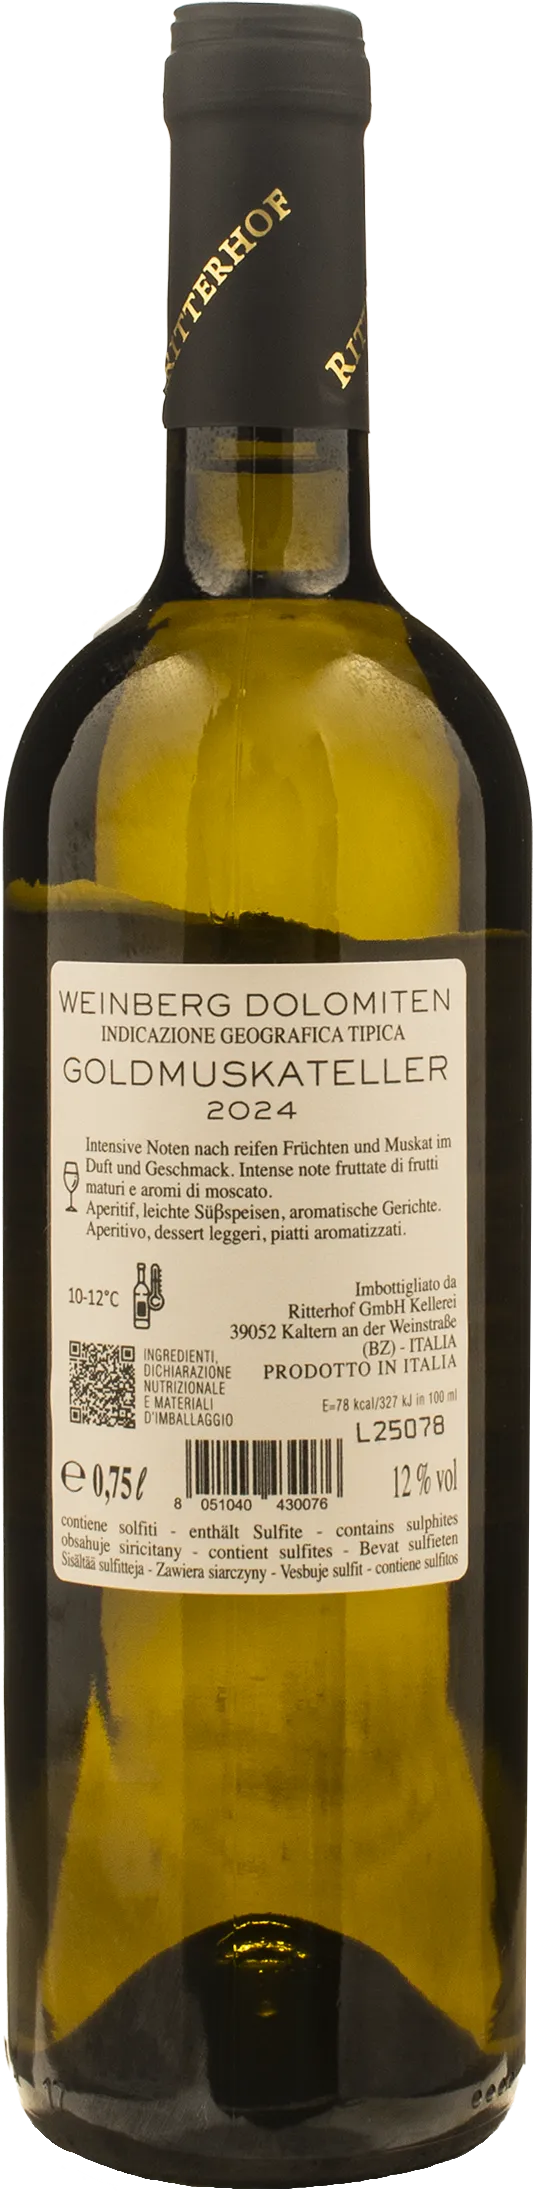 RITTERHOF
RITT
WEINBERG DOLOMITEN
INDICAZIONE GEOGRAFICA TIPICA
GOLDMUSKATELLER
2024
Intensive Noten nach reifen Früchten und Muskat im
Duft und Geschmack. Intense note fruttate di frutti
maturi e aromi di moscato.
Aperitif, leichte Süßspeisen, aromatische Gerichte.
Aperitivo, dessert leggeri, piatti aromatizzati.
10-12°C
Imbottigliato da
Ritterhof GmbH Kellerei
39052 Kaltern an der Weinstraße
(BZ) - ITALIA
PRODOTTO IN ITALIA
INGREDIENTI,
DICHIARAZIONE
NUTRIZIONALE
E MATERIALI
D'IMBALLAGGIO
E=78 kcal/327 kJ in 100 ml
L25078
℮ 0,75ℓ
8 051040 430076
12 % vol
contiene solfiti - enthält Sulfite - contains sulphites
obsahuje siricitany - contient sulfites - Bevat sulfieten
Sisältää sulfitteja - Zawiera siarczyny - Vesbuje sulfit - contiene sulfitos
17